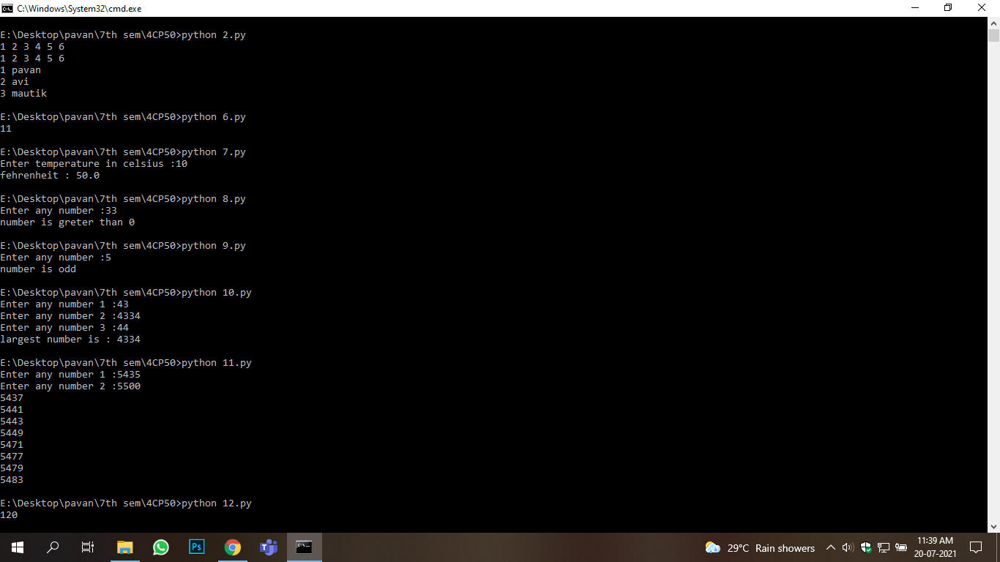 C:\Windows\System32\cmd.exe
E:\Desktop\pavan\7th sem\4CP50>python 2.py
1 2 3 4 5 6
1 2 3 4 5 6
1 pavan
2 avi
3 mautik
E:\Desktop\pavan\7th sem\4CP50>python 6.py
11
E:\Desktop\pavan\7th sem\4CP50>python 7.py
Enter temperature in celsius :10
fehrenheit : 50.0
E:\Desktop\pavan\7th sem\4CP50>python 8.py
Enter any number :33
number is greter than 0
E:\Desktop\pavan\7th sem\4CP50>python 9.py
Enter any number :5
number is odd
E:\Desktop\pavan\7th sem\4CP50>python 10.py
Enter any number 1 :43
Enter any number 2 :4334
Enter any number 3 :44
largest number is : 4334
E:\Desktop\pavan\7th sem\4CP50>python 11.py
Enter any number 1 :5435
Enter any number 2 :5500
5437
5441
5443
5449
5471
5477
5479
5483
E:\Desktop\pavan\7th sem\4CP50>python 12.py
120
Ps
29°C Rain showers
11:39 AM
20-07-2021